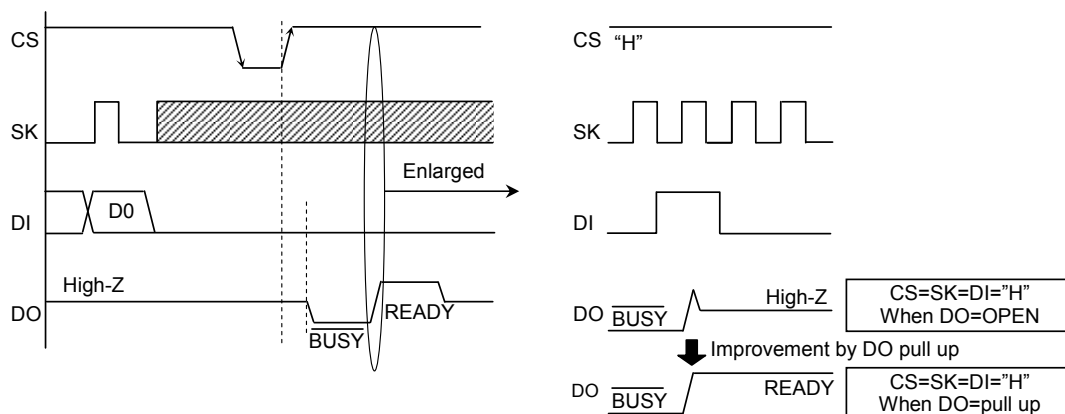 CS
SK
Enlarged
DI
D0
High-Z
DO
BUSY
READY
CS "H"
SK
DI
DO
BUSY
High-Z
CS=SK=DI="H"
When DO=OPEN
Improvement by DO pull up
DO
BUSY
READY
CS=SK=DI="H"
When DO=pull up